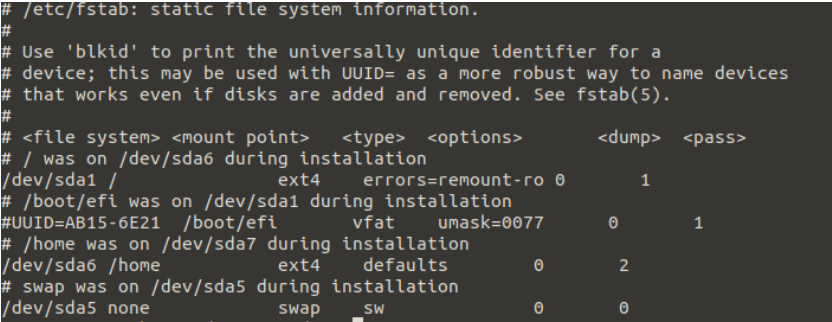 # /etc/fstab: static file system information.
#
# Use 'blkid' to print the universally unique identifier for a
# device; this may be used with UUID= as a more robust way to name devices
# that works even if disks are added and removed. See fstab(5).
#
# <file system> <mount point>   <type>  <options>       <dump>  <pass>
# / was on /dev/sda6 during installation
/dev/sda1 /               ext4    errors=remount-ro 0       1
# /boot/efi was on /dev/sda1 during installation
#UUID=AB15-6E21  /boot/efi       vfat    umask=0077      0       1
# /home was on /dev/sda7 during installation
/dev/sda6 /home           ext4    defaults        0       2
# swap was on /dev/sda5 during installation
/dev/sda5 none            swap    sw              0       0